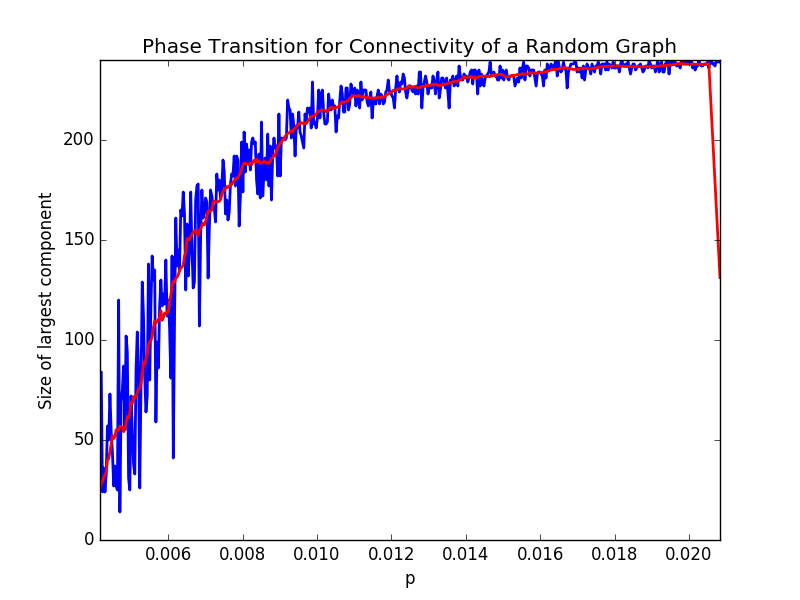 Phase Transition for Connectivity of a Random Graph
Size of largest component
200
150
100
50
0
0.006 0.008 0.010 0.012 0.014 0.016 0.018 0.020
p